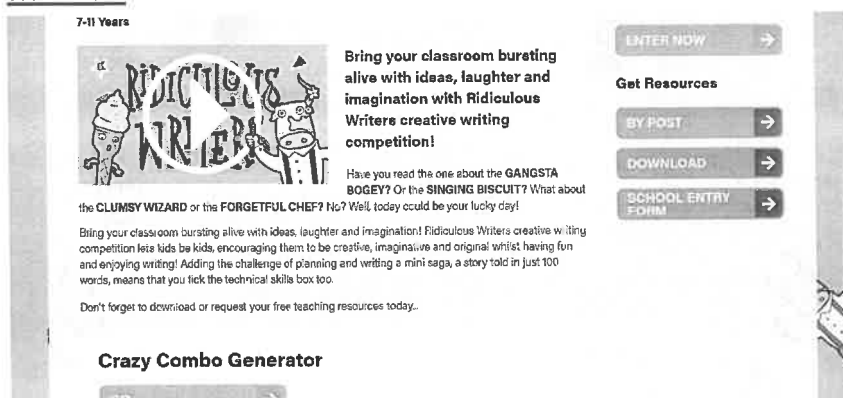 7-11 Years
RIDICULOUS
WRITERS
Bring your classroom bursting
alive with ideas, laughter and
imagination with Ridiculous
Writers creative writing
competition!
Have you read the one about the GANGSTA
BOGEY? Or the SINGING BISCUIT? What about
the CLUMSY WIZARD or the FORGETFUL CHEF? No? Well, today could be your lucky day!
Bring your classroom bursting alive with ideas, laughter and imagination! Ridiculous Writers creative writing
competition lets kids be kids, encouraging them to be creative, imaginative and original whilst having fun
and enjoying writing! Adding the challenge of planning and writing a mini saga, a story told in just 100
words, means that you tick the technical skills box too.
Don't forget to download or request your free teaching resources today...
Crazy Combo Generator
ENTER NOW
Get Resources
BY POST
DOWNLOAD
SCHOOL ENTRY
FORM